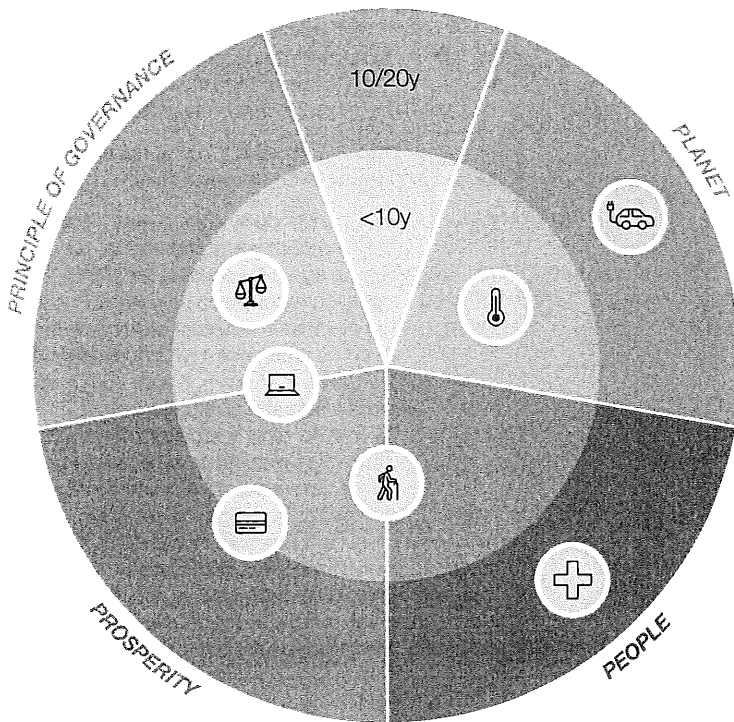 10/20y
<10y
PRINCIPLE OF GOVERNANCE
PLANET
PROSPERITY
PEOPLE